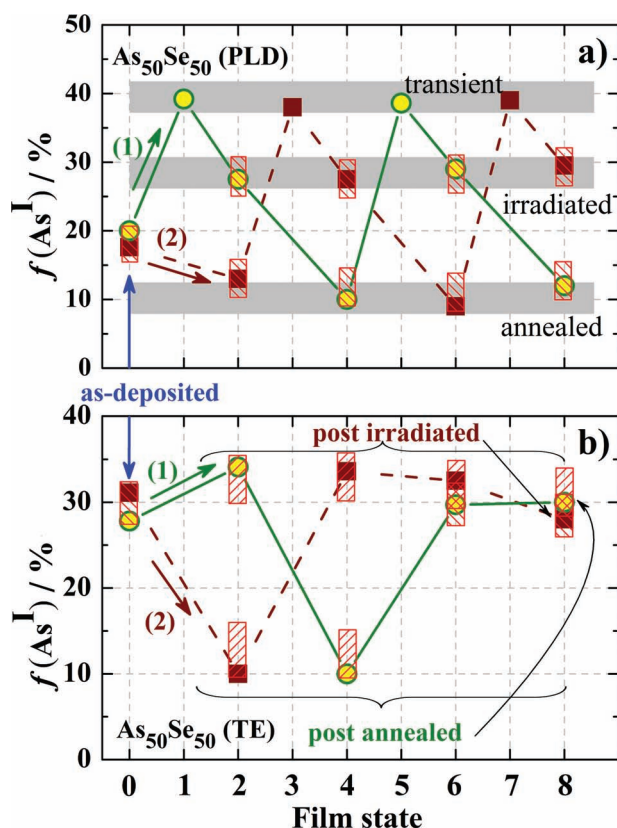 50
As50Se50 (PLD)
a)
40
transient
(1)
30
irradiated
f(As^I) / %
20
(2)
10
annealed
0
as-deposited
40
post irradiated
b)
(1)
30
f(As^I) / %
20
(2)
10
As50Se50 (TE)
post annealed
0
0 1 2 3 4 5 6 7 8
Film state